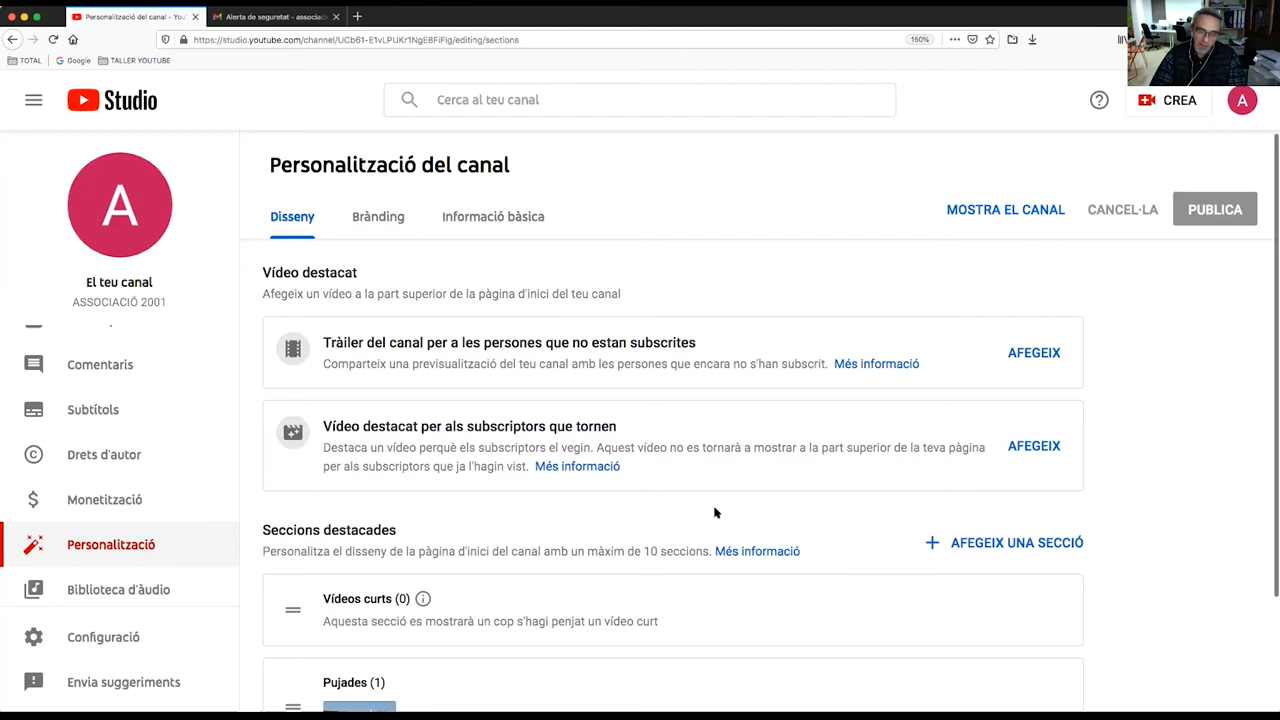 Personalització del canal - You
Alerta de seguretat - associac
https://studio.youtube.com/channel/UCb61-E1vLPUKr1NgE8FiFlg/editing/sections
150%
TOTAL
Google
TALLER YOUTUBE
Studio
Cerca al teu canal
CREA
A
A
El teu canal
ASSOCIACIÓ 2001
Comentaris
Subtítols
Drets d'autor
Monetització
Personalització
Biblioteca d'àudio
Configuració
Envia suggeriments
Personalització del canal
Disseny
Brànding
Informació bàsica
MOSTRA EL CANAL
CANCEL·LA
PUBLICA
Vídeo destacat
Afegeix un vídeo a la part superior de la pàgina d'inici del teu canal
Tràiler del canal per a les persones que no estan subscrites
Comparteix una previsualització del teu canal amb les persones que encara no s'han subscrit. Més informació
AFEGEIX
Vídeo destacat per als subscriptors que tornen
Destaca un vídeo perquè els subscriptors el vegin. Aquest vídeo no es tornarà a mostrar a la part superior de la teva pàgina
per als subscriptors que ja l'hagin vist. Més informació
AFEGEIX
Seccions destacades
Personalitza el disseny de la pàgina d'inici del canal amb un màxim de 10 seccions. Més informació
AFEGEIX UNA SECCIÓ
Vídeos curts (0)
Aquesta secció es mostrarà un cop s'hagi penjat un vídeo curt
Pujades (1)